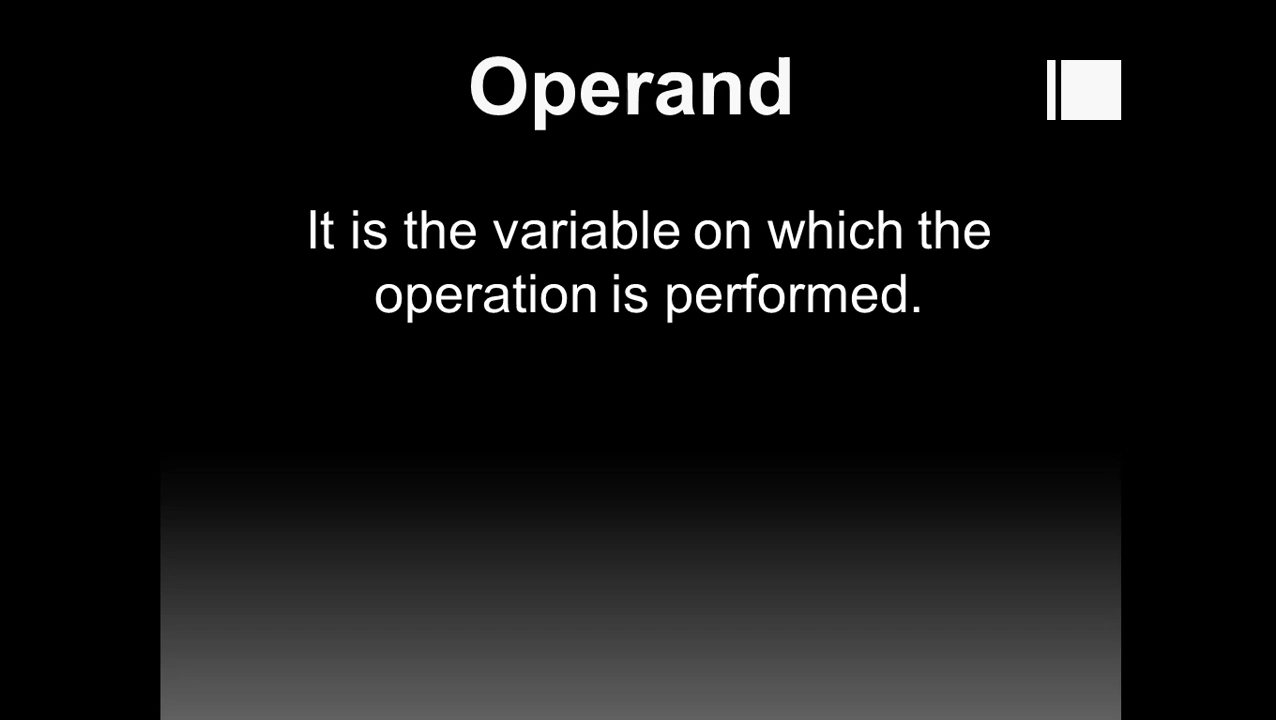 Operand
It is the variable on which the
operation is performed.